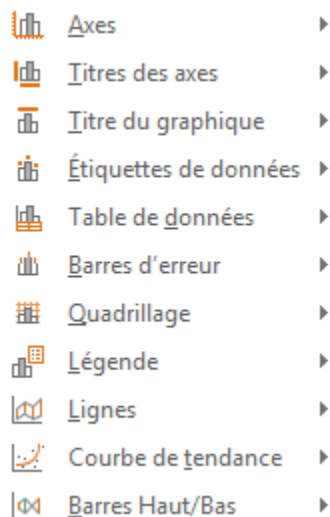 Axes
Titres des axes
Titre du graphique
Étiquettes de données
Table de données
Barres d'erreur
Quadrillage
Légende
Lignes
Courbe de tendance
Barres Haut/Bas